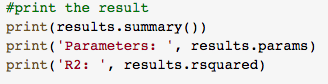 #print the result
print(results.summary())
print('Parameters: ', results.params)
print('R2: ', results.rsquared)